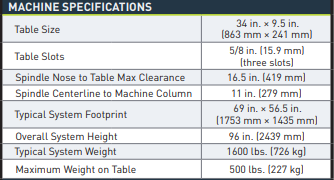 MACHINE SPECIFICATIONS
Table Size
34 in. × 9.5 in.
(863 mm × 241 mm)
Table Slots
5/8 in. (15.9 mm)
(three slots)
Spindle Nose to Table Max Clearance
16.5 in. (419 mm)
Spindle Centerline to Machine Column
11 in. (279 mm)
Typical System Footprint
69 in. × 56.5 in.
(1753 mm × 1435 mm)
Overall System Height
96 in. (2439 mm)
Typical System Weight
1600 lbs. (726 kg)
Maximum Weight on Table
500 lbs. (227 kg)